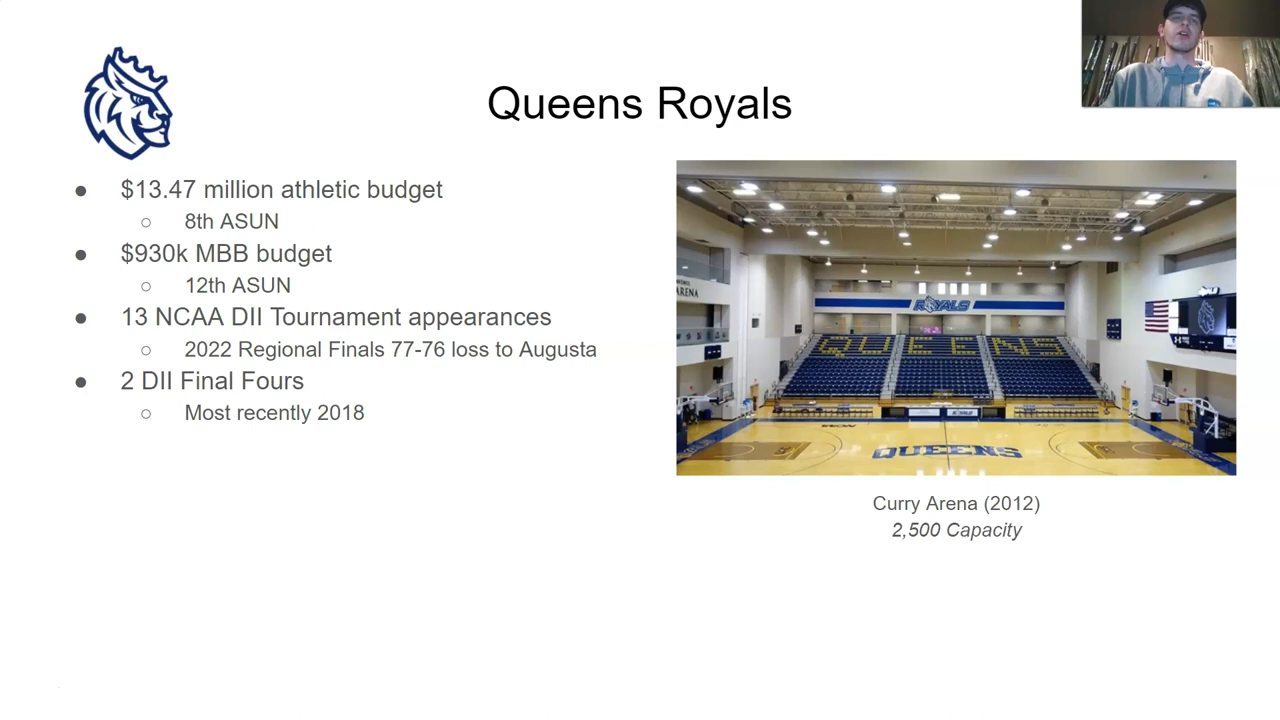 Queens Royals
● $13.47 million athletic budget
○ 8th ASUN
● $930k MBB budget
○ 12th ASUN
● 13 NCAA DII Tournament appearances
○ 2022 Regional Finals 77-76 loss to Augusta
● 2 DII Final Fours
○ Most recently 2018
ARENA
ROYALS
QUEENS
ROYALS
QUEENS
Curry Arena (2012)
2,500 Capacity